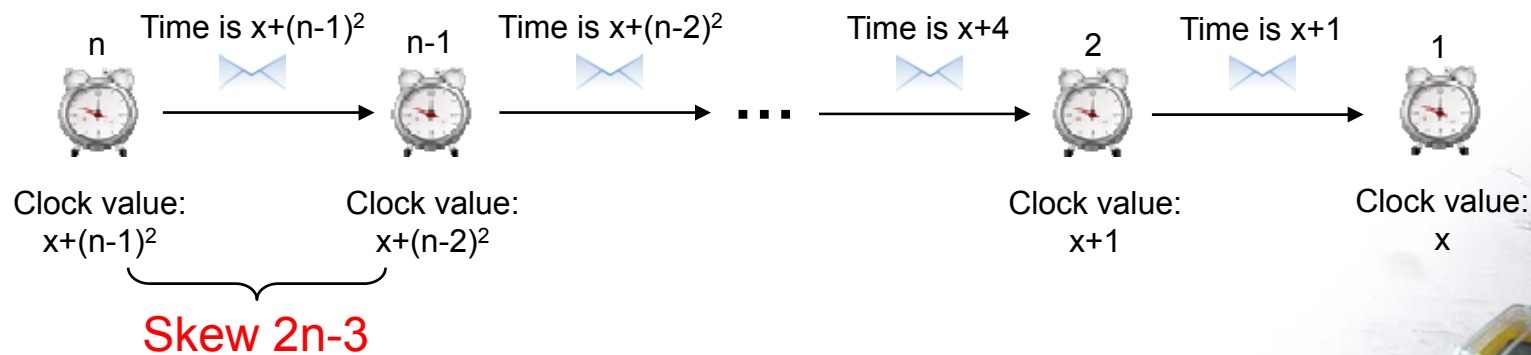 n
Time is x+(n-1)²
n-1
Time is x+(n-2)²
...
Time is x+4
2
Time is x+1
1
Clock value:
x+(n-1)²
Clock value:
x+(n-2)²
Clock value:
x+1
Clock value:
x
Skew 2n-3